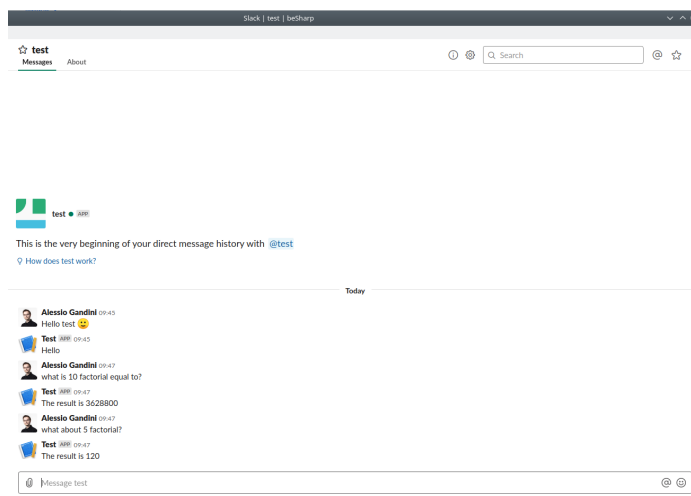 Slack | test | beSharp
test
Messages About
Search
test APP
This is the very beginning of your direct message history with @test
How does test work?
Today
Alessio Gandini 09:45
Hello test
Test APP 09:45
Hello
Alessio Gandini 09:47
what is 10 factorial equal to?
Test APP 09:47
The result is 3628800
Alessio Gandini 09:47
what about 5 factorial?
Test APP 09:47
The result is 120
Message test